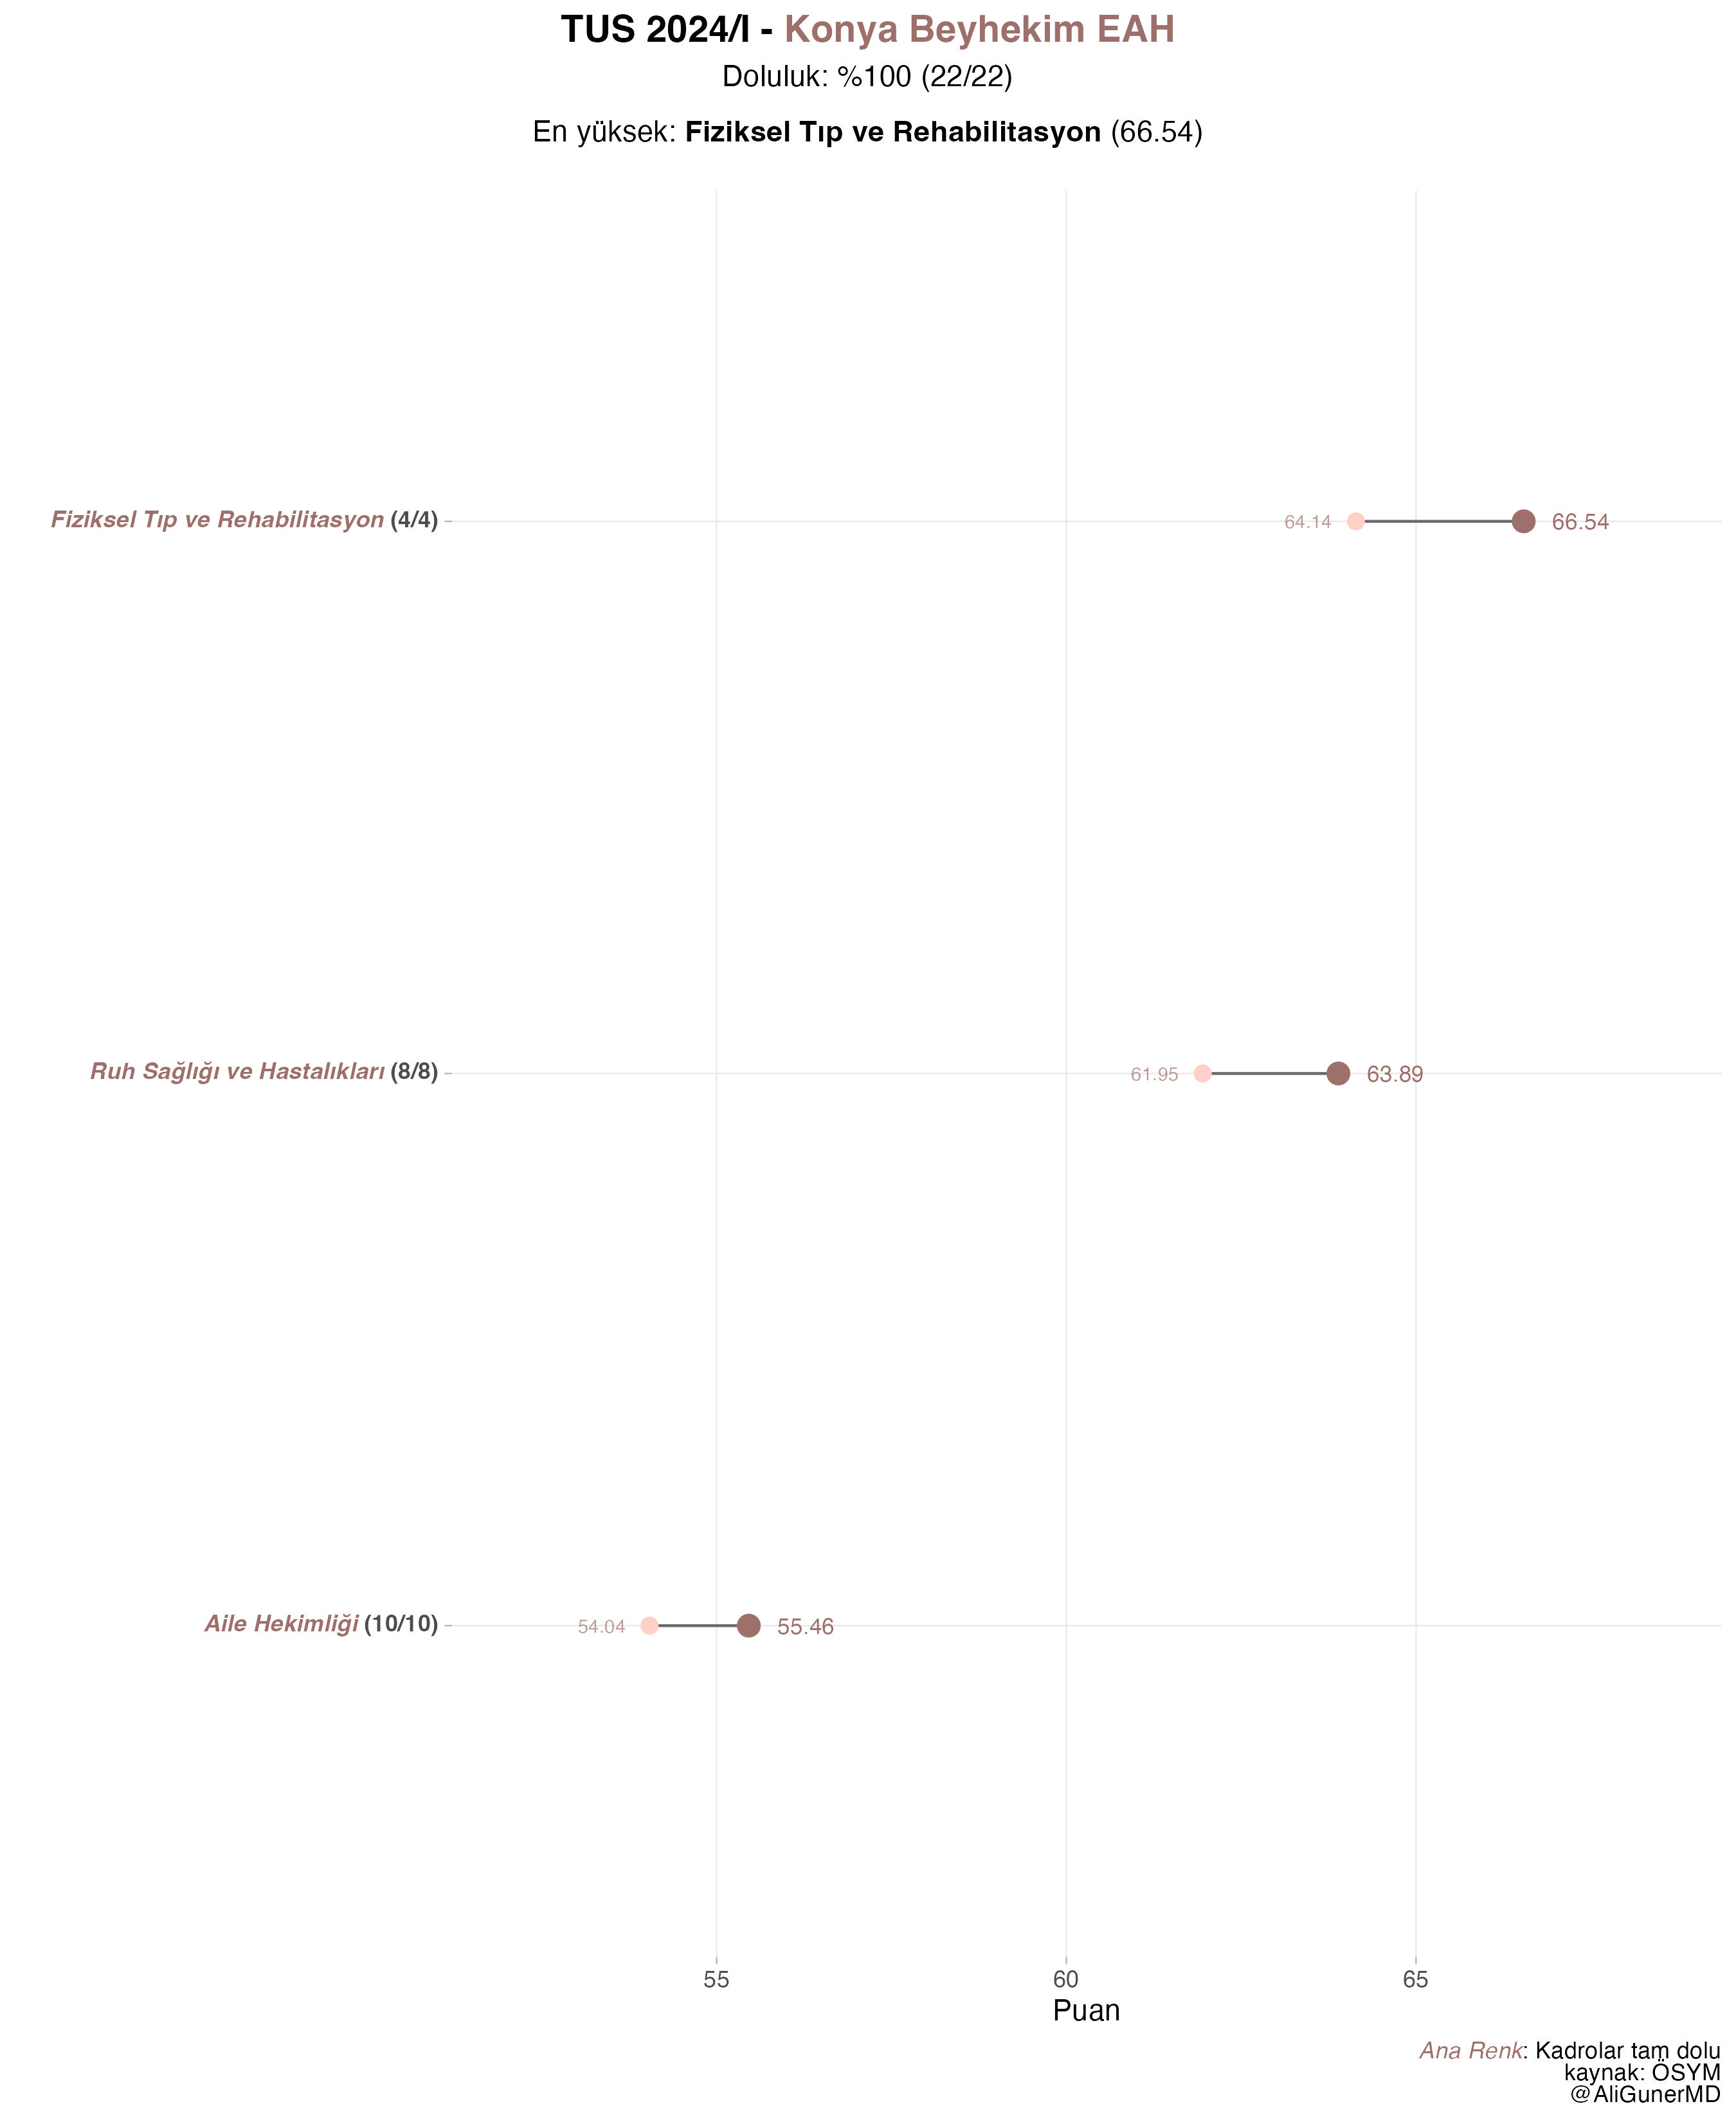 TUS 2024/I - Konya Beyhekim EAH
Doluluk: %100 (22/22)
En yüksek: Fiziksel Tıp ve Rehabilitasyon (66.54)
Fiziksel Tıp ve Rehabilitasyon (4/4)
64.14
66.54
Ruh Sağlığı ve Hastalıkları (8/8)
61.95
63.89
Aile Hekimliği (10/10)
54.04
55.46
55
60
65
Puan
Ana Renk: Kadrolar tam dolu
kaynak: ÖSYM
@AliGunerMD